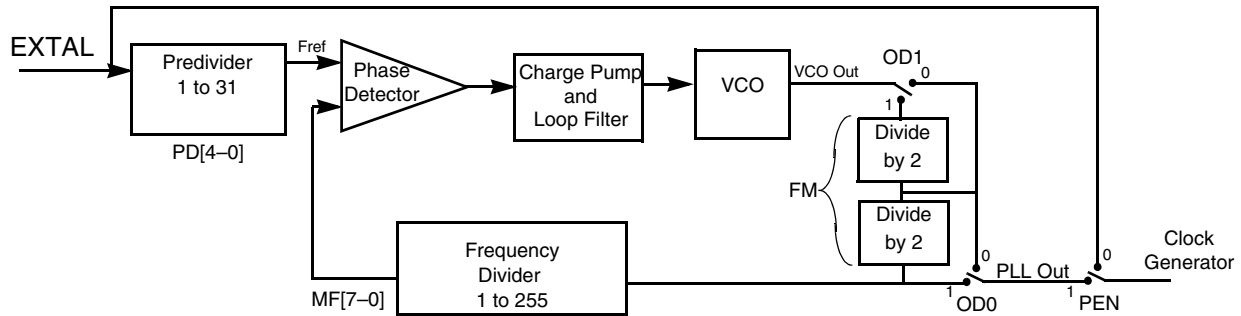 EXTAL
Predivider
1 to 31
PD[4–0]
Fref
Phase
Detector
Charge Pump
and
Loop Filter
VCO
VCO Out
OD1
0
1
Divide
by 2
FM
Divide
by 2
Frequency
Divider
1 to 255
MF[7–0]
0
1
OD0
PLL Out
0
1
PEN
Clock
Generator